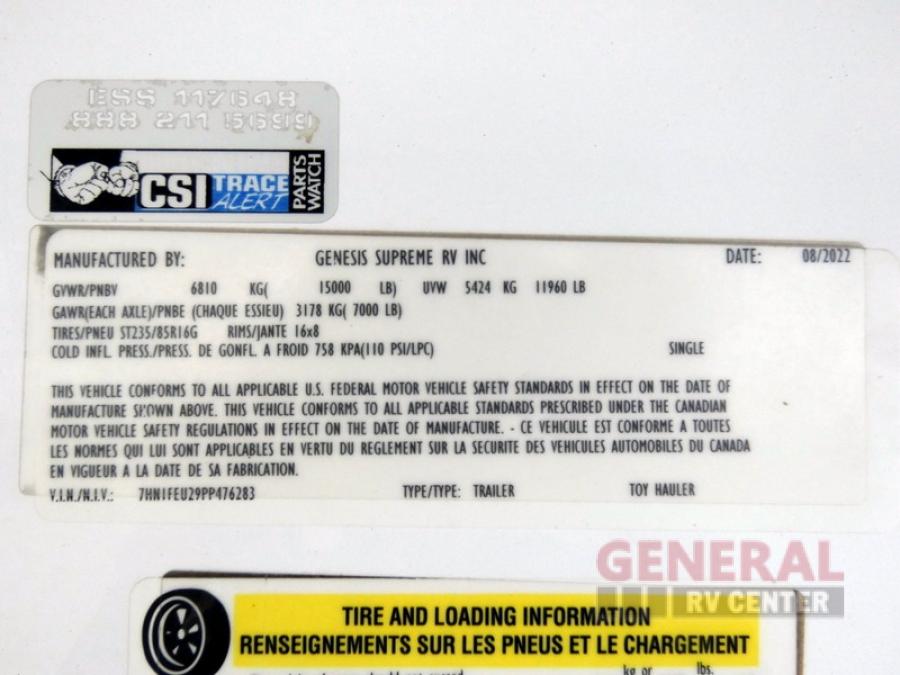 ESS 117648
888 211 5699
CSI TRACE ALERT PARTS WATCH
MANUFACTURED BY: GENESIS SUPREME RV INC DATE: 08/2022
GVWR/PNBV 6810 KG( 15000 LB) UVW 5424 KG 11960 LB
GAWR(EACH AXLE)/PNBE (CHAQUE ESSIEU) 3178 KG( 7000 LB)
TIRES/PNEU ST235/85R16G RIMS/JANTE 16x8
COLD INFL. PRESS./PRESS. DE GONFL. A FROID 758 KPA(110 PSI/LPC) SINGLE
THIS VEHICLE CONFORMS TO ALL APPLICABLE U.S. FEDERAL MOTOR VEHICLE SAFETY STANDARDS IN EFFECT ON THE DATE OF
MANUFACTURE SHOWN ABOVE. THIS VEHICLE CONFORMS TO ALL APPLICABLE STANDARDS PRESCRIBED UNDER THE CANADIAN
MOTOR VEHICLE SAFETY REGULATIONS IN EFFECT ON THE DATE OF MANUFACTURE. - CE VEHICULE EST CONFORME A TOUTES
LES NORMES QUI LUI SONT APPLICABLES EN VERTU DU REGLEMENT SUR LA SECURITE DES VEHICULES AUTOMOBILES DU CANADA
EN VIGUEUR A LA DATE DE SA FABRICATION.
V.I.N./N.I.V.: 7HN1FEU29PP476283 TYPE/TYPE: TRAILER TOY HAULER
GENERAL
RV CENTER
TIRE AND LOADING INFORMATION
RENSEIGNEMENTS SUR LES PNEUS ET LE CHARGEMENT
kg or lbs.